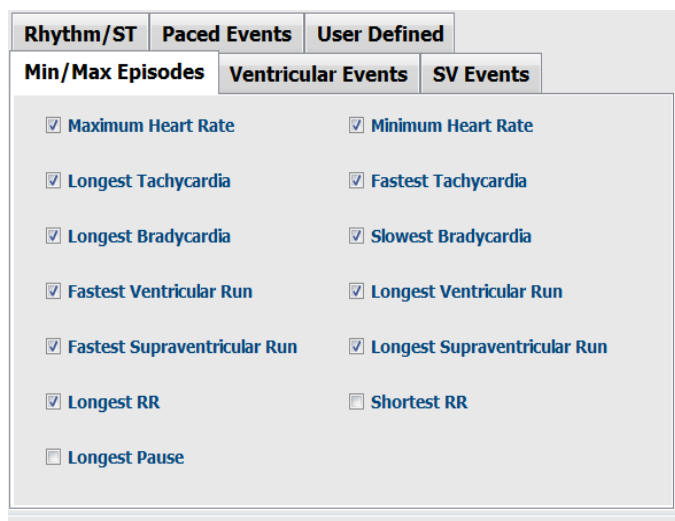 Rhythm/ST Paced Events User Defined
Min/Max Episodes Ventricular Events SV Events
Maximum Heart Rate Minimum Heart Rate
Longest Tachycardia Fastest Tachycardia
Longest Bradycardia Slowest Bradycardia
Fastest Ventricular Run Longest Ventricular Run
Fastest Supraventricular Run Longest Supraventricular Run
Longest RR Shortest RR
Longest Pause